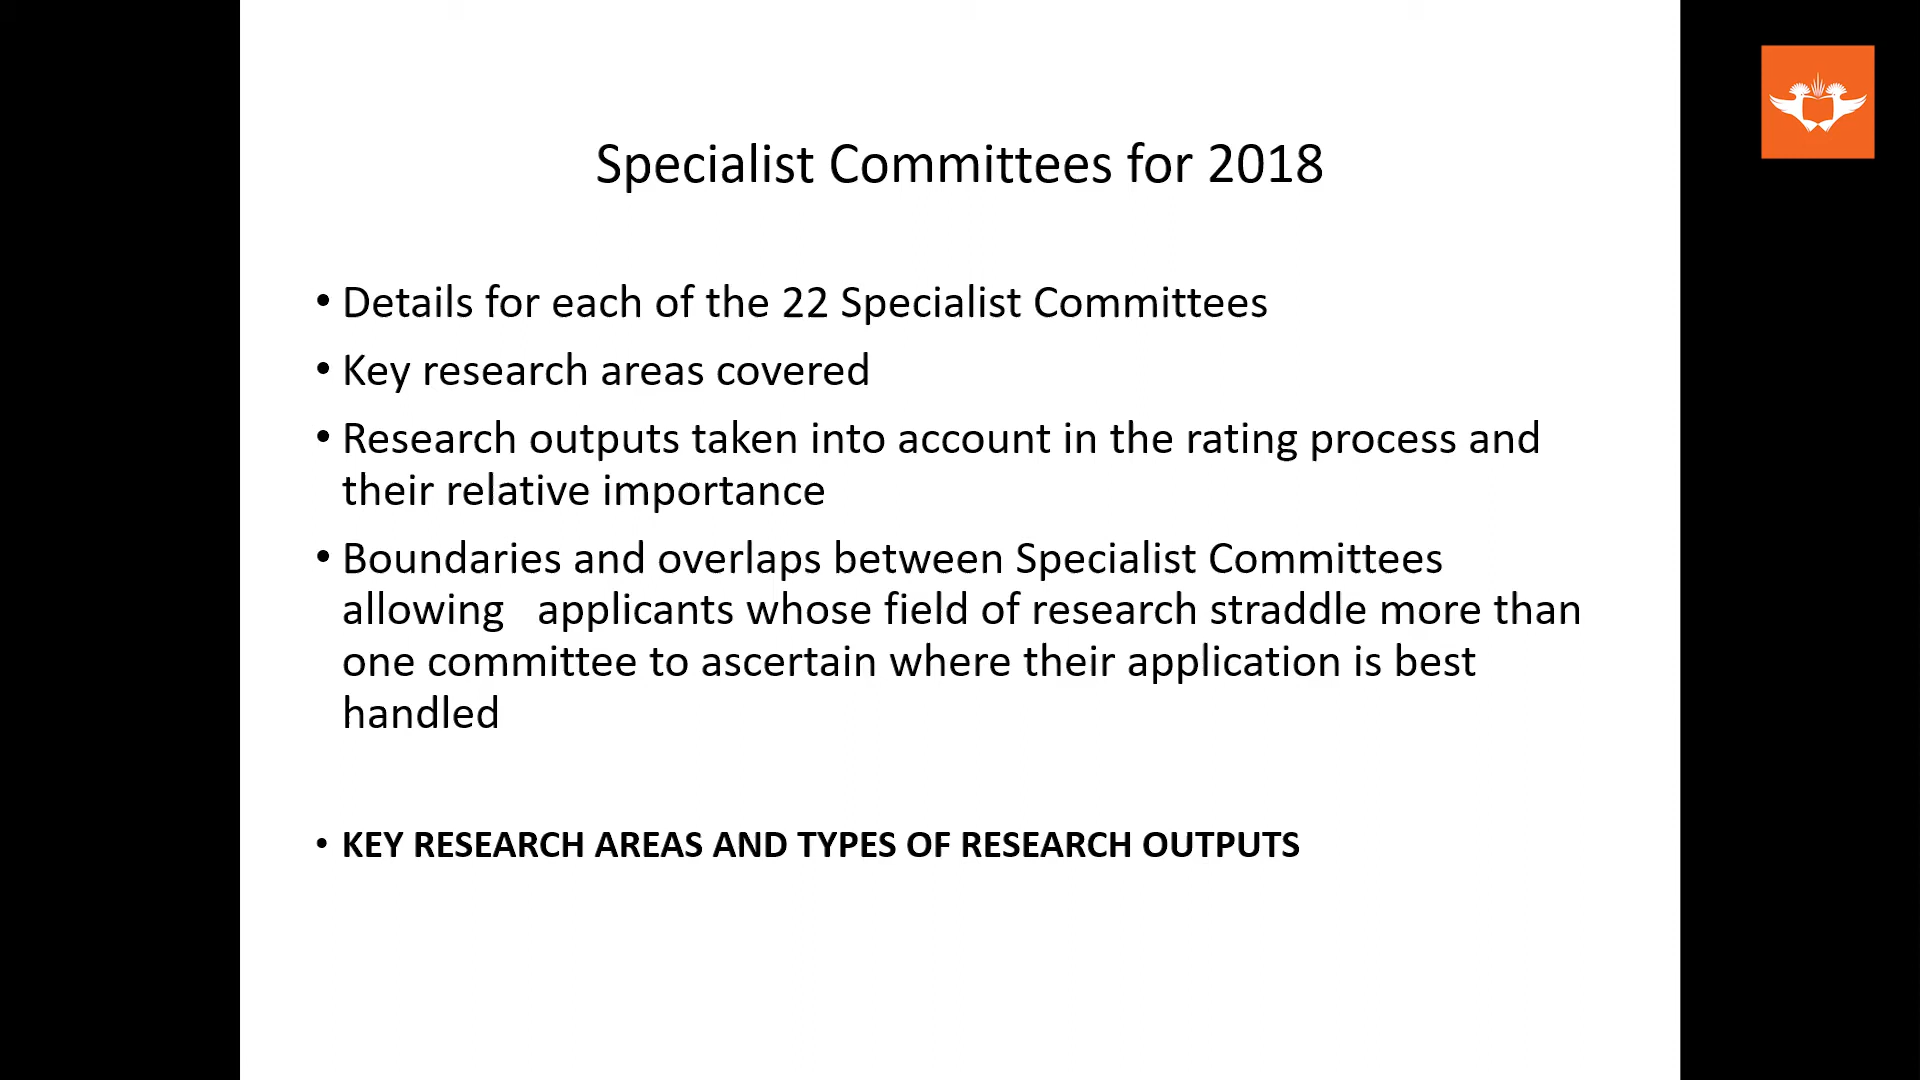 Specialist Committees for 2018
• Details for each of the 22 Specialist Committees
• Key research areas covered
• Research outputs taken into account in the rating process and
their relative importance
• Boundaries and overlaps between Specialist Committees
allowing   applicants whose field of research straddle more than
one committee to ascertain where their application is best
handled
• KEY RESEARCH AREAS AND TYPES OF RESEARCH OUTPUTS